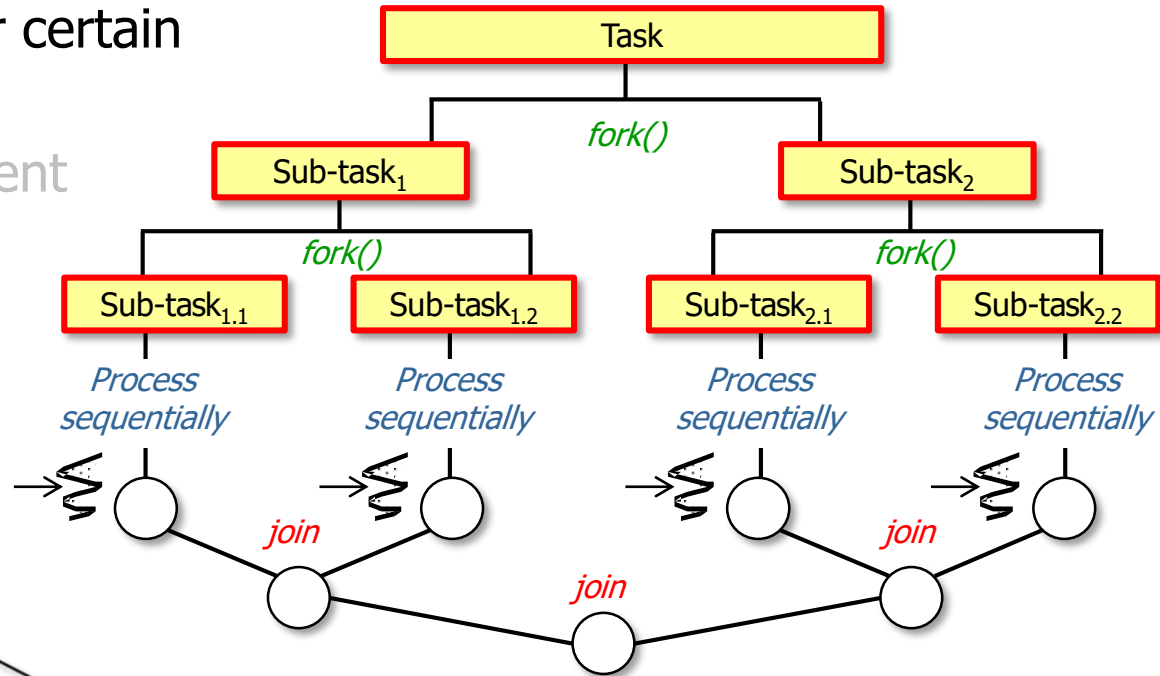 r certain
Task
fork()
ent
Sub-task₁
Sub-task₂
fork()
fork()
Sub-task₁.₁
Sub-task₁.₂
Sub-task₂.₁
Sub-task₂.₂
Process
sequentially
Process
sequentially
Process
sequentially
Process
sequentially
join
join
join